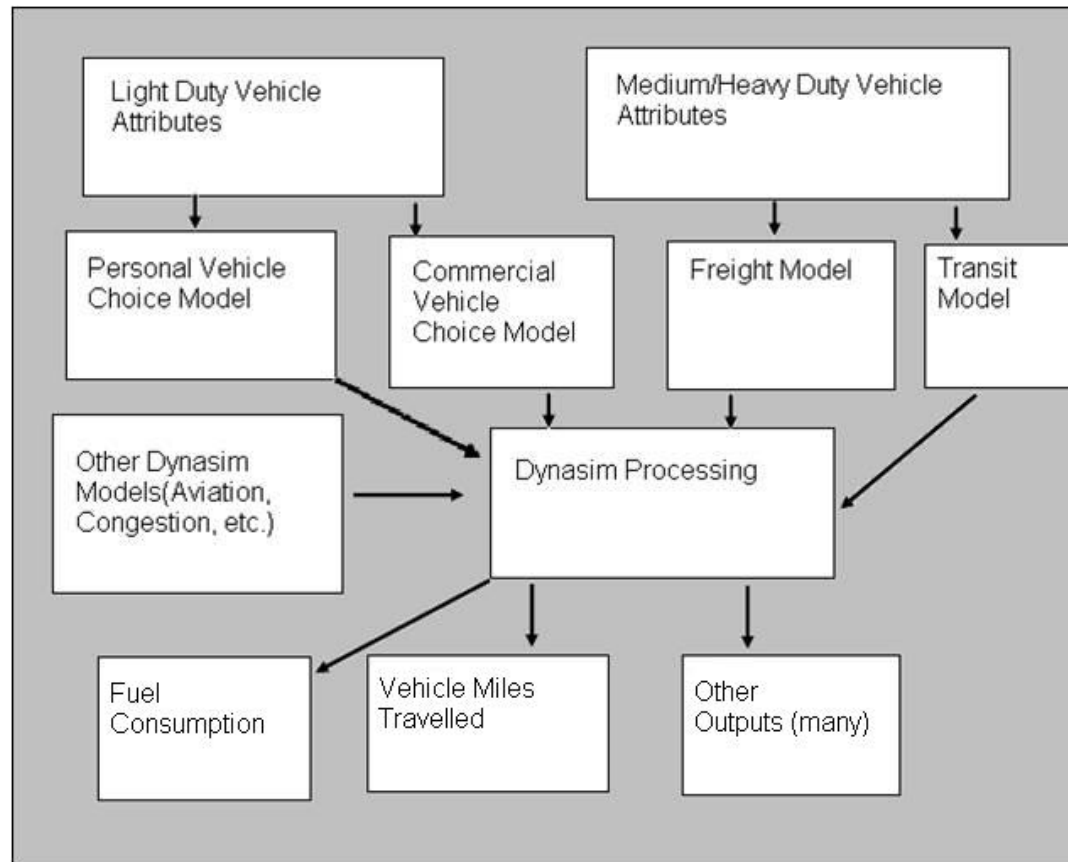 Light Duty Vehicle
Attributes
Medium/Heavy Duty Vehicle
Attributes
Personal Vehicle
Choice Model
Commercial
Vehicle
Choice Model
Freight Model
Transit
Model
Other Dynasim
Models(Aviation,
Congestion, etc.)
Dynasim Processing
Fuel
Consumption
Vehicle Miles
Travelled
Other
Outputs (many)